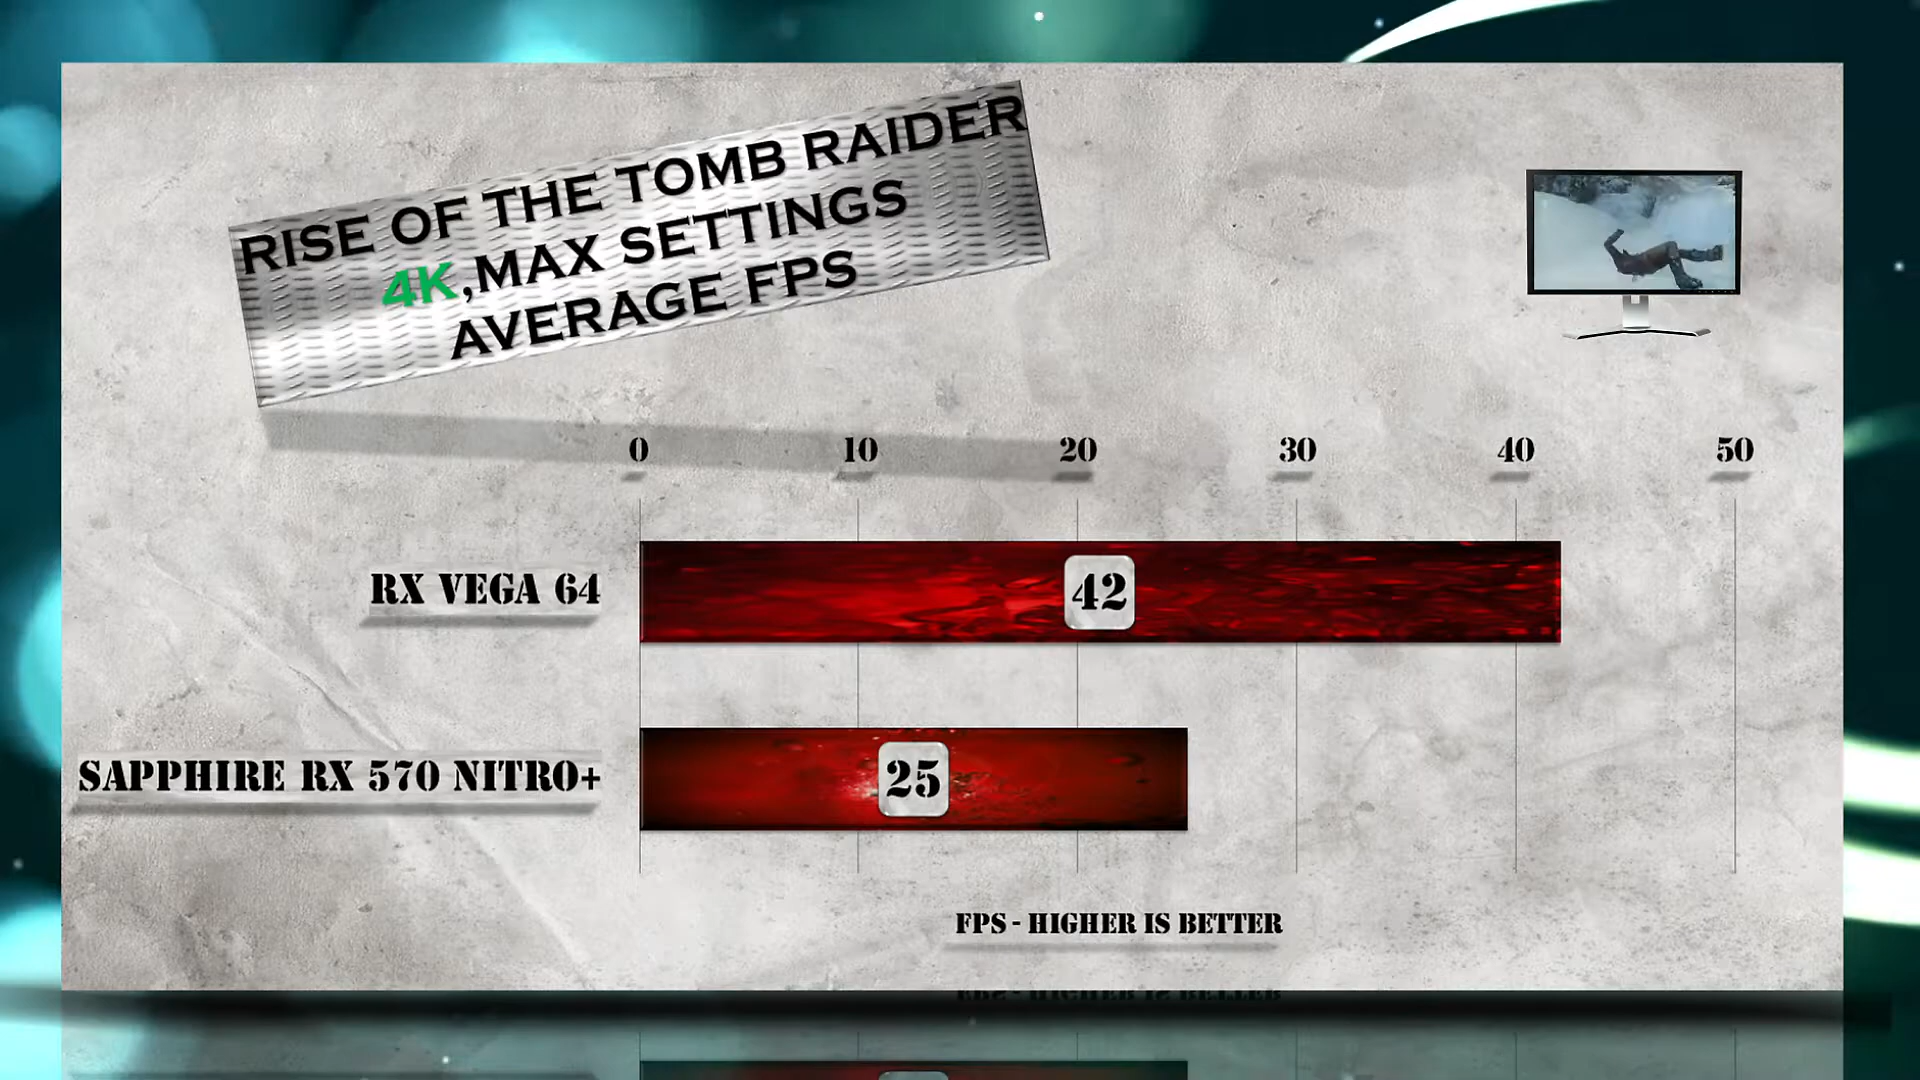 RISE OF THE TOMB RAIDER
4K,MAX SETTINGS
AVERAGE FPS
0 10 20 30 40 50
RX VEGA 64 42
SAPPHIRE RX 570 NITRO+ 25
FPS - HIGHER IS BETTER